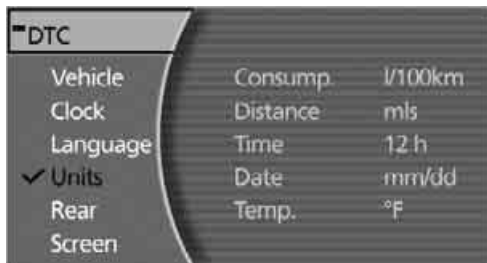 DTC
Vehicle Consump. l/100km
Clock Distance mls
Language Time 12 h
Units Date mm/dd
Rear Temp. °F
Screen